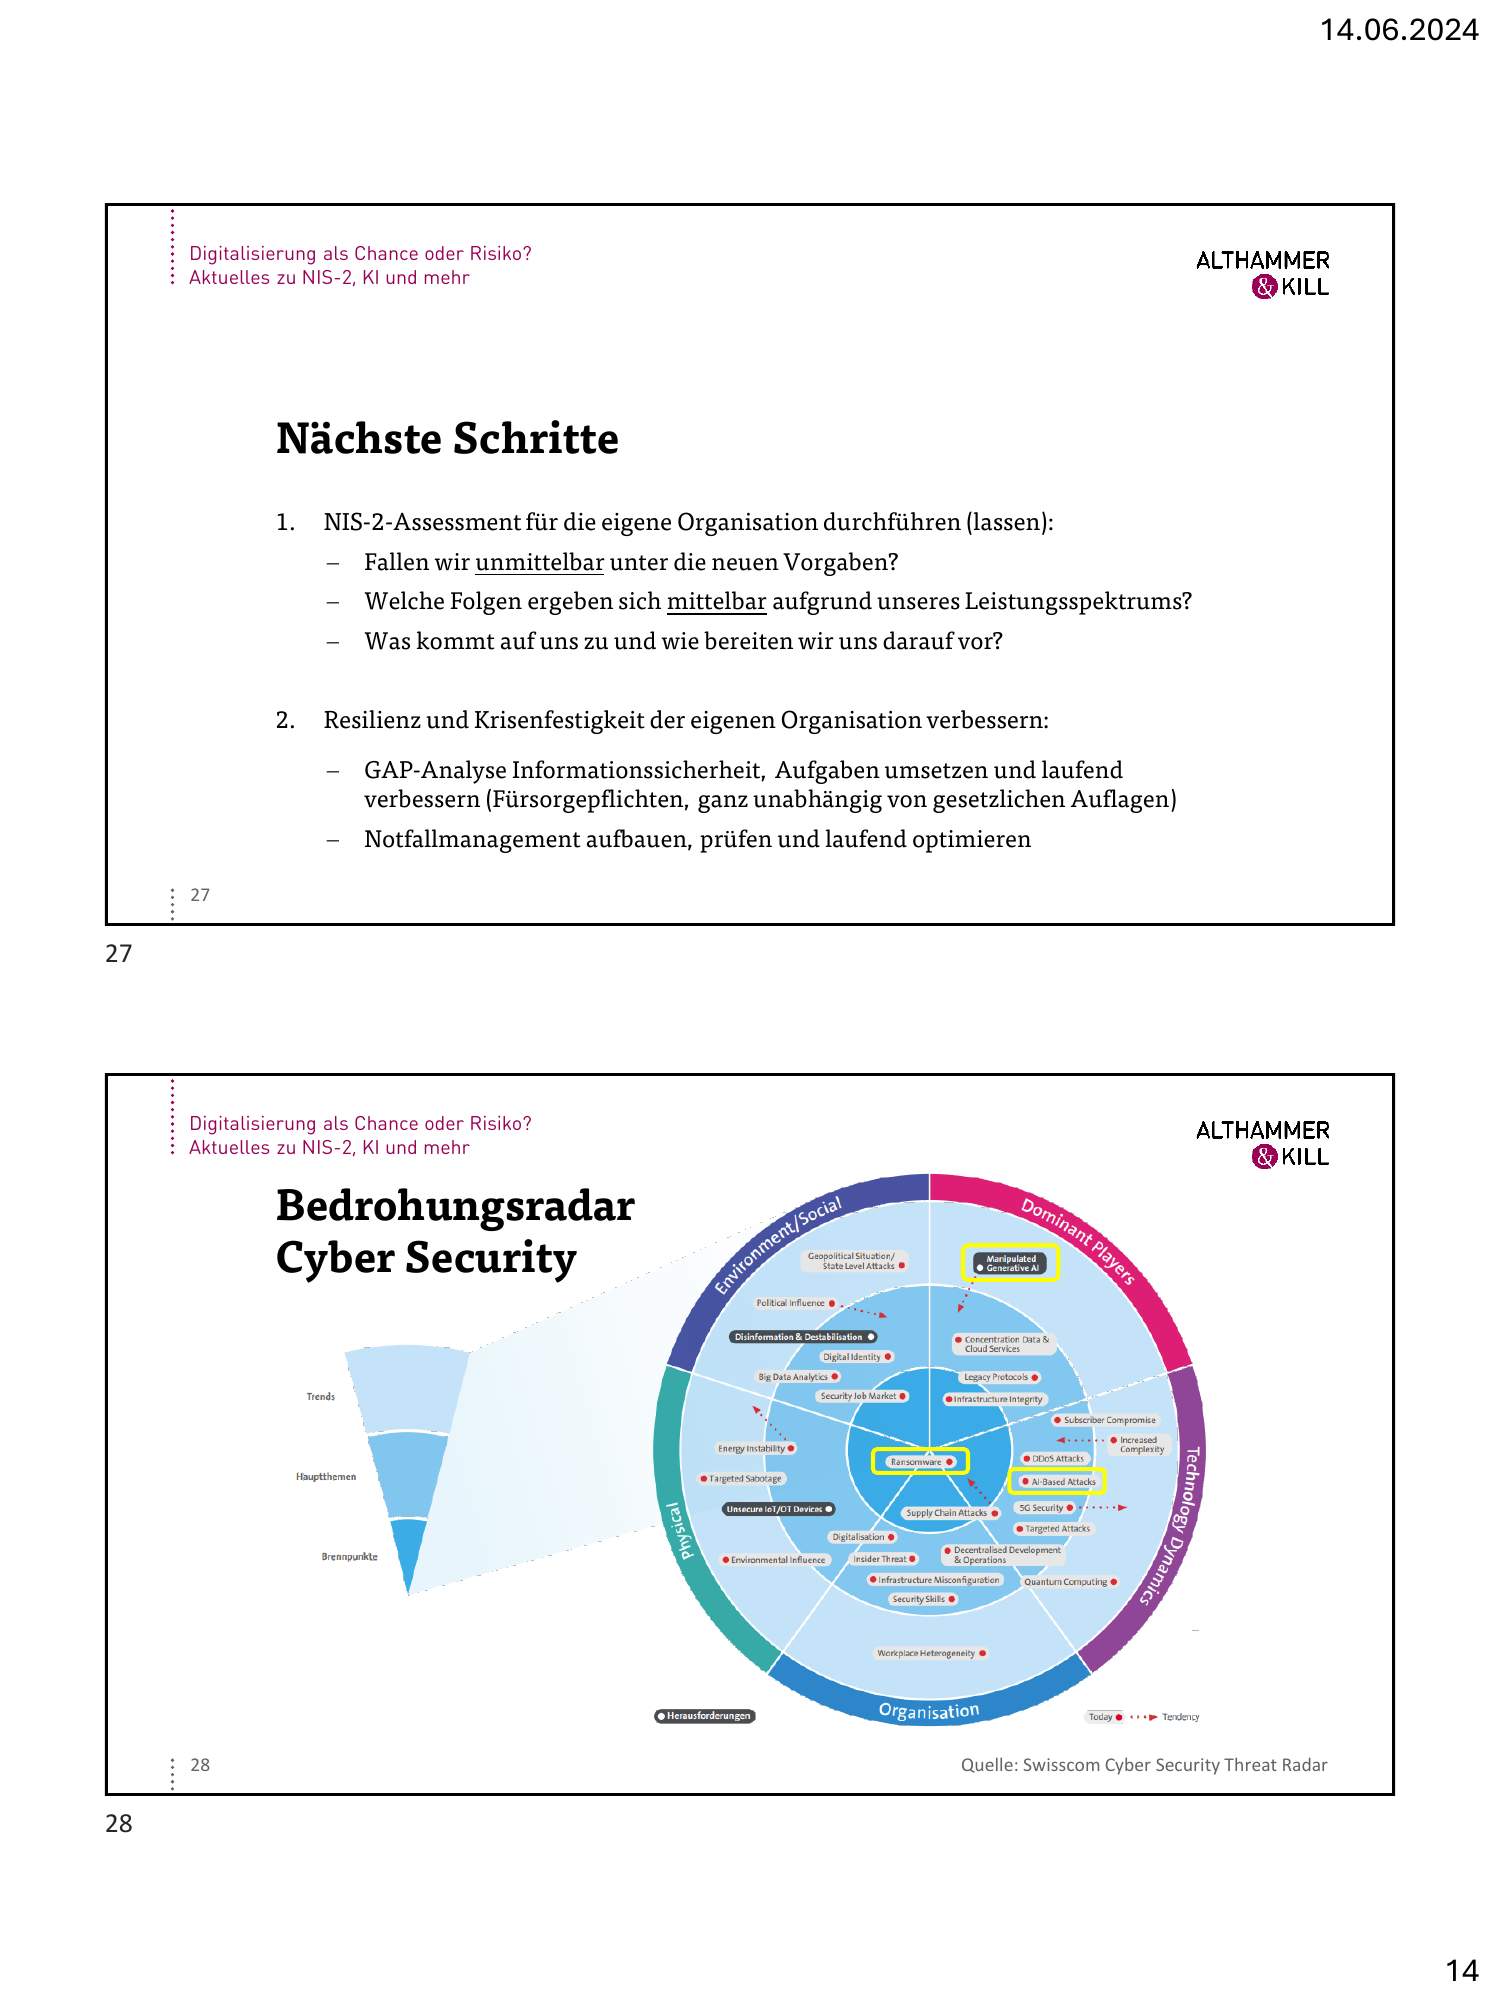 14.06.2024
Digitalisierung als Chance oder Risiko?
Aktuelles zu NIS-2, KI und mehr
ALTHAMMER
& KILL
Nächste Schritte
1. NIS-2-Assessment für die eigene Organisation durchführen (lassen):
– Fallen wir unmittelbar unter die neuen Vorgaben?
– Welche Folgen ergeben sich mittelbar aufgrund unseres Leistungsspektrums?
– Was kommt auf uns zu und wie bereiten wir uns darauf vor?
2. Resilienz und Krisenfestigkeit der eigenen Organisation verbessern:
– GAP-Analyse Informationssicherheit, Aufgaben umsetzen und laufend
verbessern (Fürsorgepflichten, ganz unabhängig von gesetzlichen Auflagen)
– Notfallmanagement aufbauen, prüfen und laufend optimieren
27
27
Digitalisierung als Chance oder Risiko?
Aktuelles zu NIS-2, KI und mehr
ALTHAMMER
& KILL
Bedrohungsradar
Cyber Security
Trends
Hauptthemen
Brennpunkte
Environment/Social
Dominant Players
Technology Dynamics
Organisation
Physical
Geopolitical Situation/
State Level Attacks
Political Influence
Disinformation & Destabilisation
Digital Identity
Big Data Analytics
Security Job Market
Manipulated
Generative AI
Concentration Data &
Cloud Services
Legacy Protocols
Infrastructure Integrity
Subscriber Compromise
Increased
Complexity
DDoS Attacks
AI-Based Attacks
5G Security
Targeted Attacks
Quantum Computing
Energy Instability
Targeted Sabotage
Unsecure IoT/OT Devices
Environmental Influence
Ransomware
Supply Chain Attacks
Digitalisation
Insider Threat
Decentralised Development
& Operations
Infrastructure Misconfiguration
Security Skills
Workplace Heterogeneity
Herausforderungen
Today
Tendency
28
Quelle: Swisscom Cyber Security Threat Radar
28
14